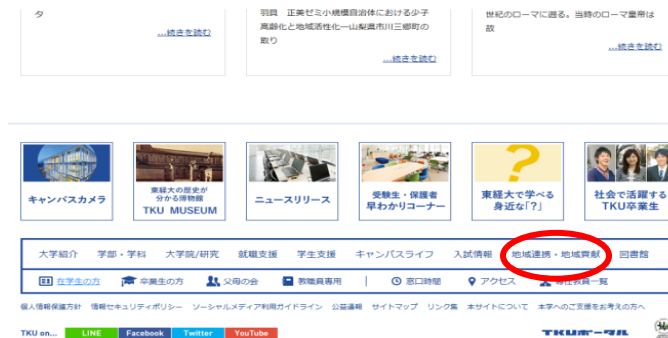 タ
...続きを読む
羽貝 正美ゼミ小規模自治体における少子
高齢化と地域活性化―山梨県市川三郷町の
取り
...続きを読む
世紀のローマに遡る。当時のローマ皇帝は
故
...続きを読む
キャンパスカメラ
東経大の歴史が
分かる博物館
TKU MUSEUM
ニュースリリース
受験生・保護者
早わかりコーナー
?
東経大で学べる
身近な「?」
社会で活躍する
TKU卒業生
大学紹介 学部・学科 大学院/研究 就職支援 学生支援 キャンパスライフ 入試情報 地域連携・地域貢献 図書館
在学生の方 卒業生の方 父母の会 教職員専用 | 窓口時間 アクセス 専任教員一覧
個人情報保護方針 情報セキュリティポリシー ソーシャルメディア利用ガイドライン 公益通報 サイトマップ リンク集 本サイトについて 本学へのご支援をお考えの方へ
TKU on... LINE Facebook Twitter YouTube
TKUポータル